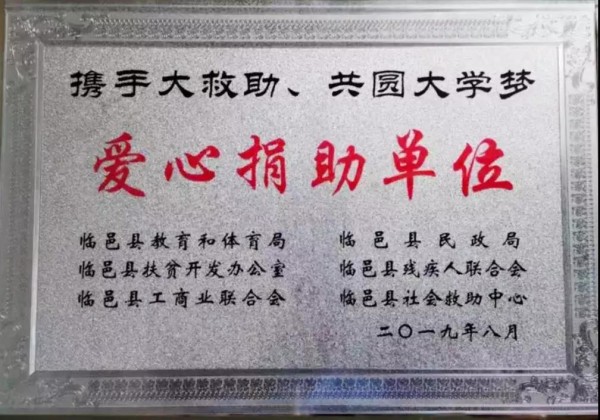 携手大救助、共圆大学梦
爱心捐助单位
临邑县教育和体育局 临邑县民政局
临邑县扶贫开发办公室 临邑县残疾人联合会
临邑县工商业联合会 临邑县社会救助中心
二〇一九年八月